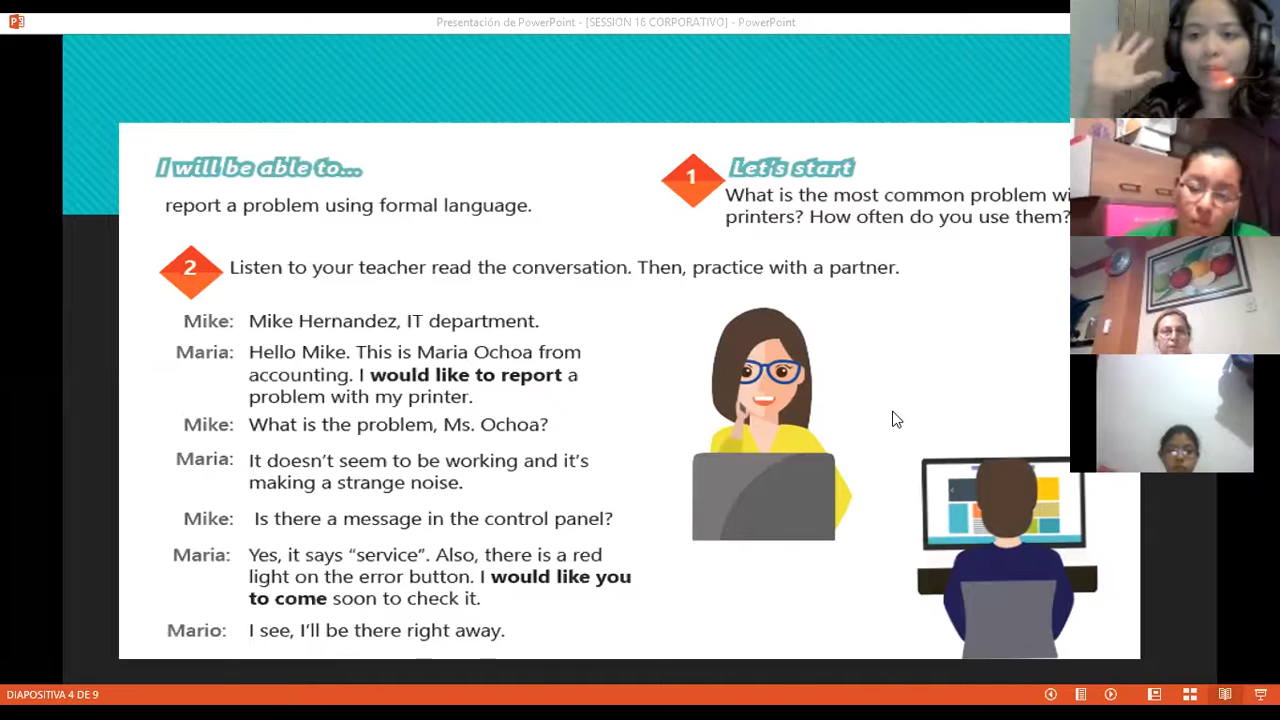 Presentación de PowerPoint - [SESSION 16 CORPORATIVO] - PowerPoint
I will be able to...
report a problem using formal language.
1
Let's start
What is the most common problem
printers? How often do you use them?
2
Listen to your teacher read the conversation. Then, practice with a partner.
Mike: Mike Hernandez, IT department.
Maria: Hello Mike. This is Maria Ochoa from
accounting. I would like to report a
problem with my printer.
Mike: What is the problem, Ms. Ochoa?
Maria: It doesn't seem to be working and it's
making a strange noise.
Mike: Is there a message in the control panel?
Maria: Yes, it says “service”. Also, there is a red
light on the error button. I would like you
to come soon to check it.
Mario: I see, I'll be there right away.
DIAPOSITIVA 4 DE 9